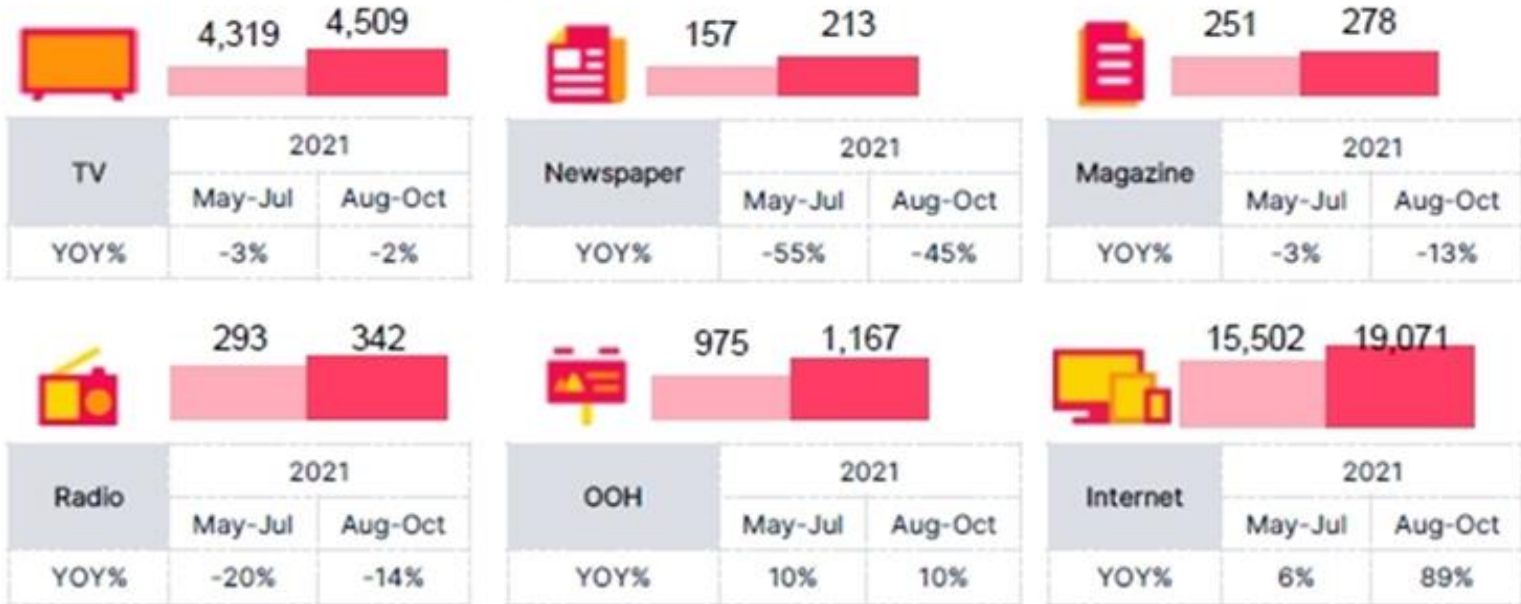 4,319 4,509
TV 2021
May-Jul Aug-Oct
YOY% -3% -2%
157 213
Newspaper 2021
May-Jul Aug-Oct
YOY% -55% -45%
251 278
Magazine 2021
May-Jul Aug-Oct
YOY% -3% -13%
293 342
Radio 2021
May-Jul Aug-Oct
YOY% -20% -14%
975 1,167
OOH 2021
May-Jul Aug-Oct
YOY% 10% 10%
15,502 19,071
Internet 2021
May-Jul Aug-Oct
YOY% 6% 89%